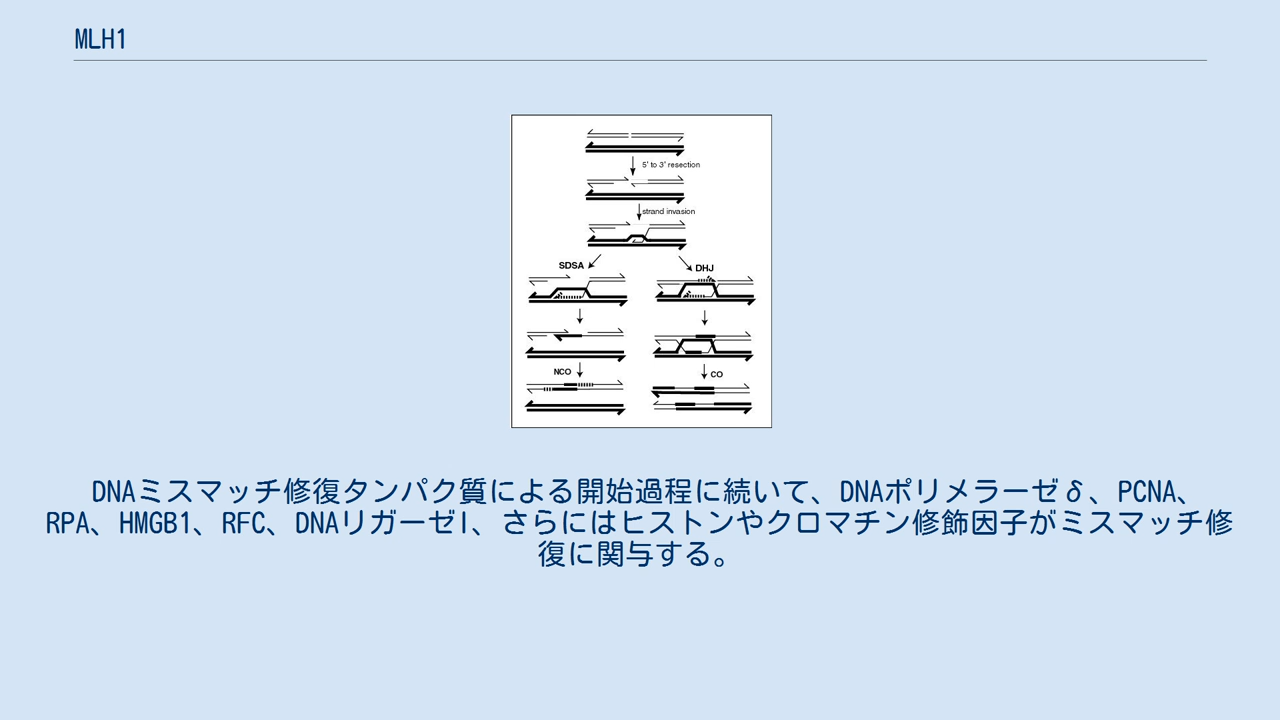 MLH1
5' to 3' resection
strand invasion
SDSA
DHJ
NCO
CO
DNAミスマッチ修復タンパク質による開始過程に続いて、DNAポリメラーゼδ、PCNA、
RPA、HMGB1、RFC、DNAリガーゼI、さらにはヒストンやクロマチン修飾因子がミスマッチ修
復に関与する。